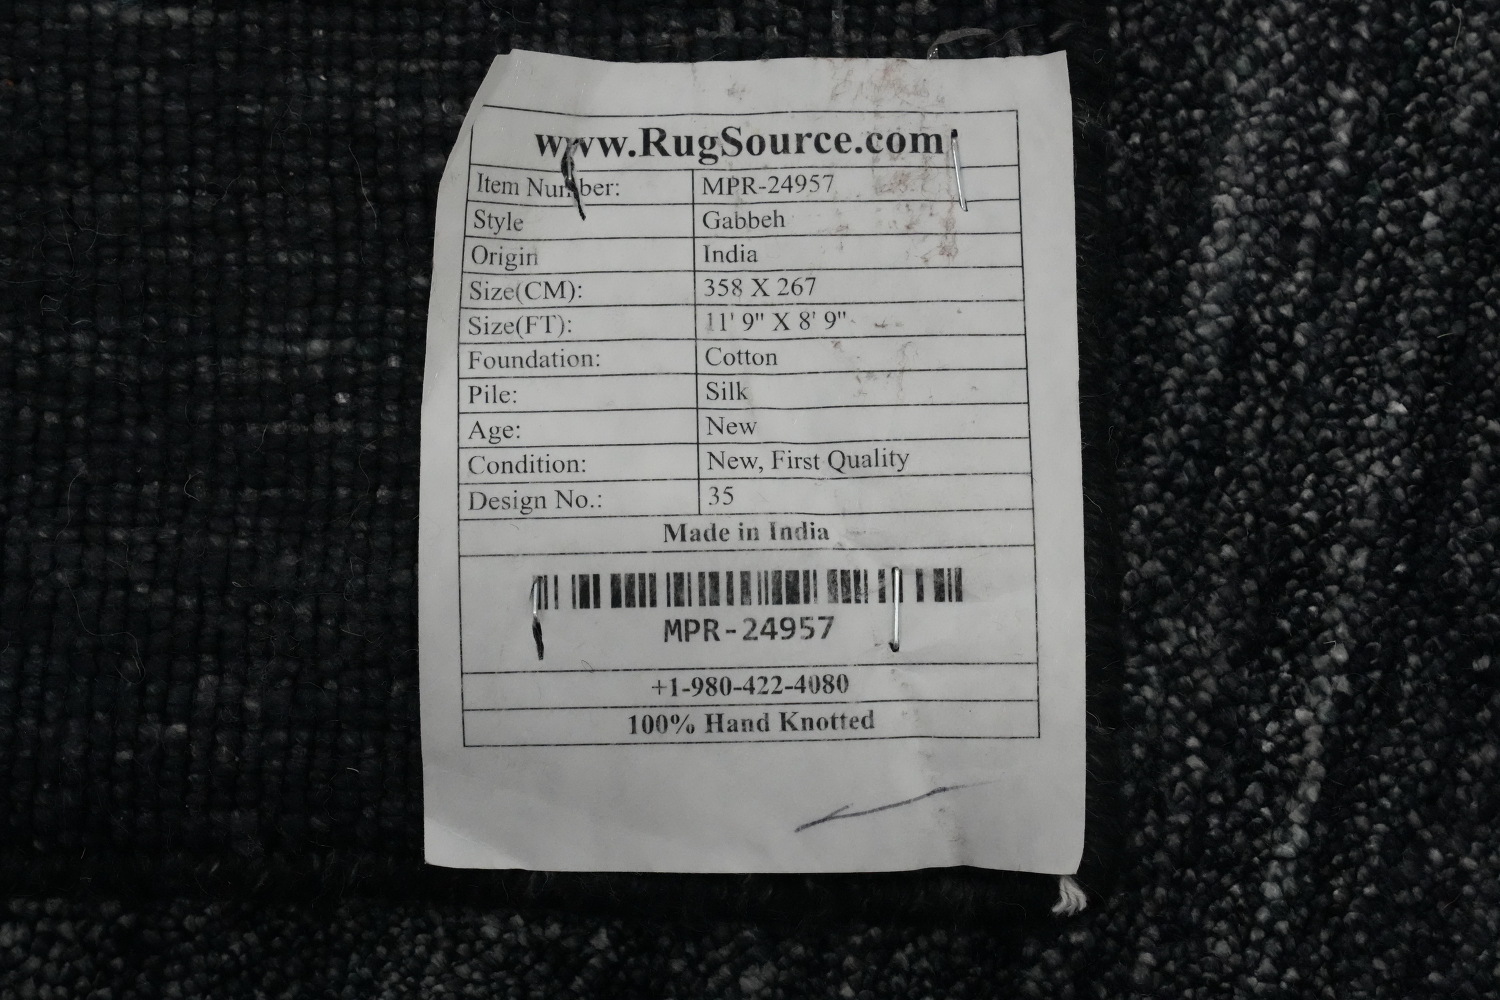 www.RugSource.com
Item Number: MPR-24957
Style Gabbeh
Origin India
Size(CM): 358 X 267
Size(FT): 11' 9" X 8' 9"
Foundation: Cotton
Pile: Silk
Age: New
Condition: New, First Quality
Design No.: 35
Made in India
MPR-24957
+1-980-422-4080
100% Hand Knotted